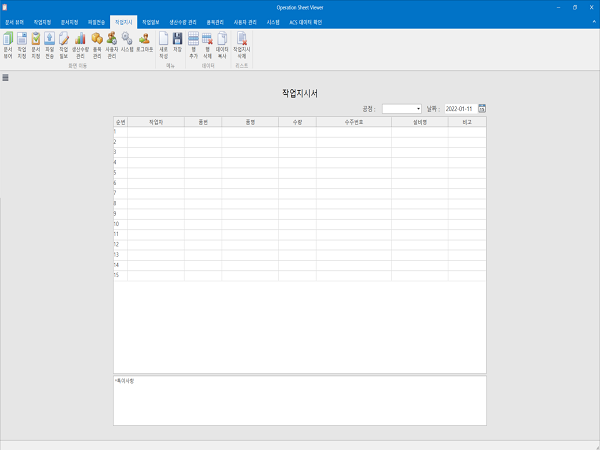 Operation Sheet Viewer
문서 뷰어 작업지정 문서지정 파일전송 작업지시 작업일보 생산수량 관리 품목관리 사용자 관리 시스템 ACS 데이터 확인
문서 뷰어 작업 지정 문서 지정 파일 전송 작업 일보 생산수량 관리 품목 관리 사용자 관리 시스템 로그아웃 새로 작성 저장 행 추가 행 삭제 데이터 복사 작업지시 삭제
화면 이동 메뉴 데이터 리스트
작업지시서
공정 : 날짜 : 2022-01-11
순번 작업자 품번 품명 수량 수주번호 설비명 비고
1
2
3
4
5
6
7
8
9
10
11
12
13
14
15
*특이사항